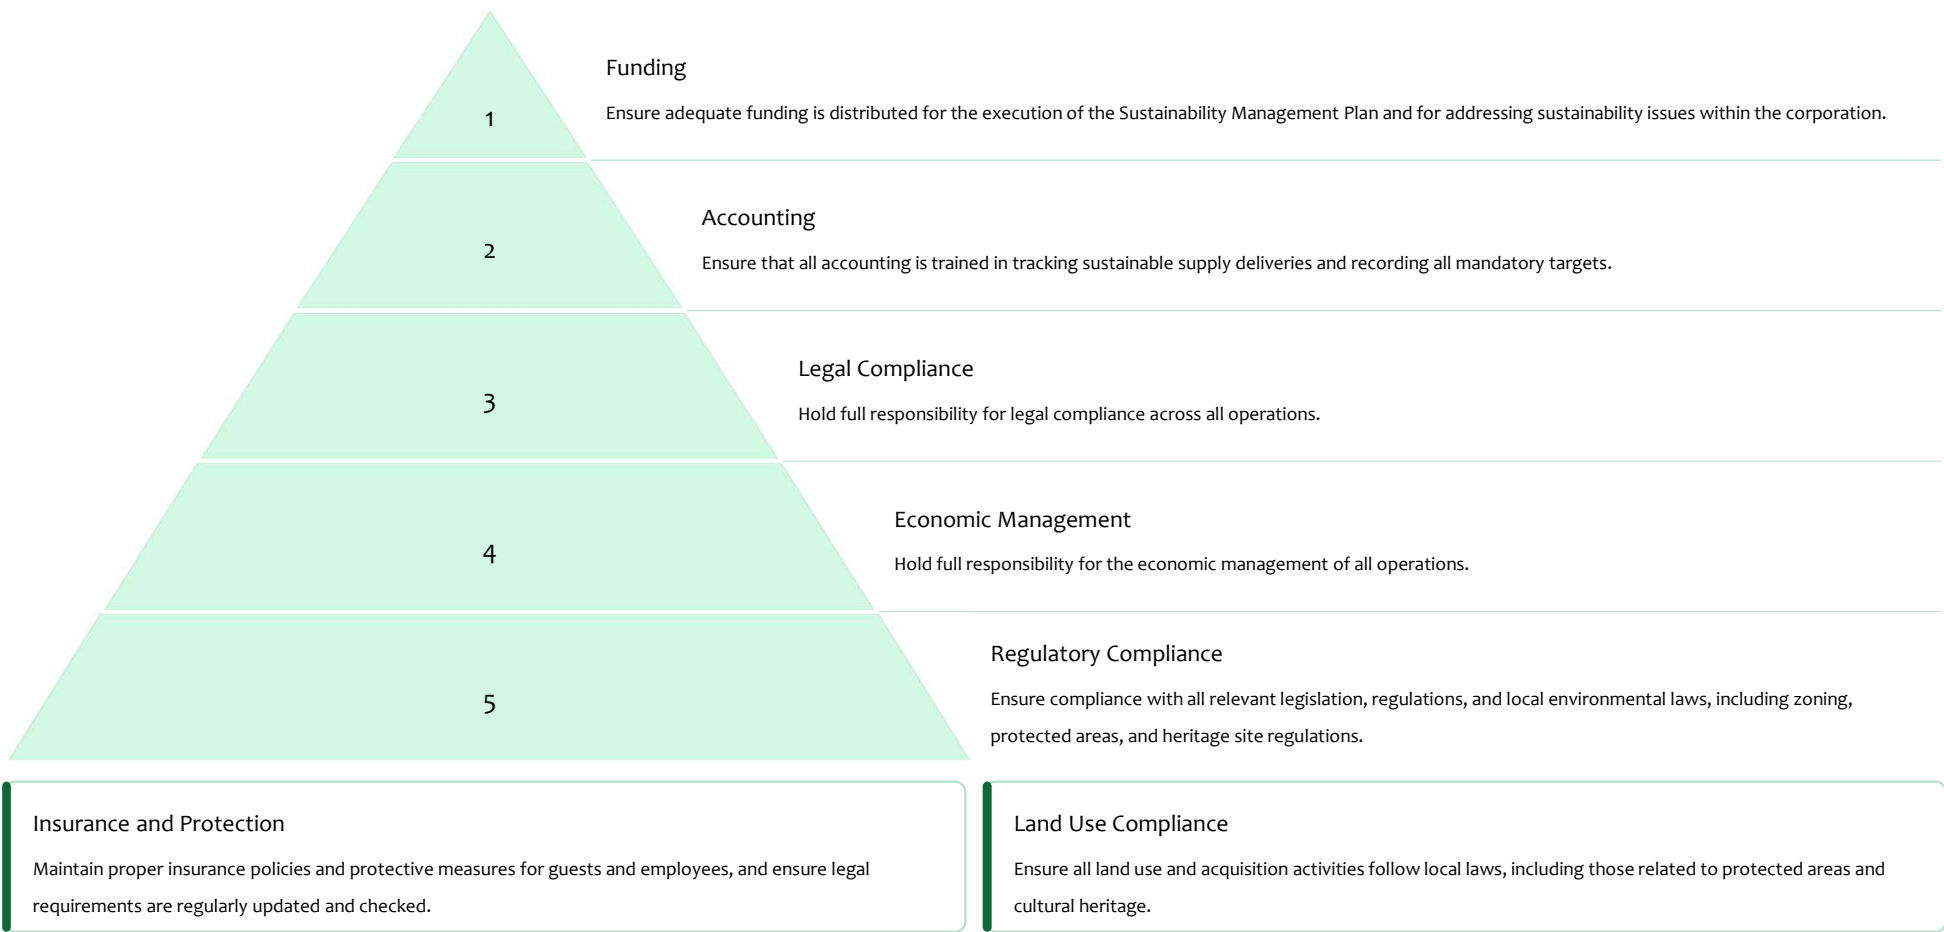 1
Funding
Ensure adequate funding is distributed for the execution of the Sustainability Management Plan and for addressing sustainability issues within the corporation.
2
Accounting
Ensure that all accounting is trained in tracking sustainable supply deliveries and recording all mandatory targets.
3
Legal Compliance
Hold full responsibility for legal compliance across all operations.
4
Economic Management
Hold full responsibility for the economic management of all operations.
5
Regulatory Compliance
Ensure compliance with all relevant legislation, regulations, and local environmental laws, including zoning,
protected areas, and heritage site regulations.
Insurance and Protection
Maintain proper insurance policies and protective measures for guests and employees, and ensure legal
requirements are regularly updated and checked.
Land Use Compliance
Ensure all land use and acquisition activities follow local laws, including those related to protected areas and
cultural heritage.